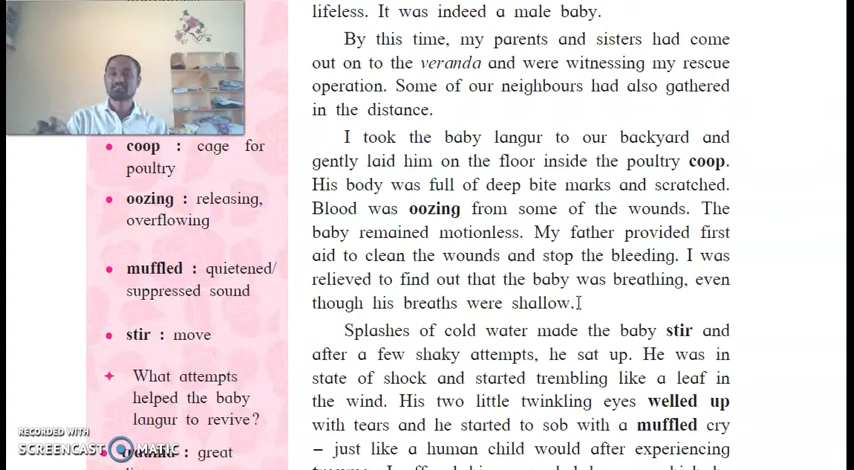 lifeless. It was indeed a male baby.
By this time, my parents and sisters had come
out on to the veranda and were witnessing my rescue
operation. Some of our neighbours had also gathered
in the distance.
I took the baby langur to our backyard and
gently laid him on the floor inside the poultry coop.
His body was full of deep bite marks and scratched.
Blood was oozing from some of the wounds. The
baby remained motionless. My father provided first
aid to clean the wounds and stop the bleeding. I was
relieved to find out that the baby was breathing, even
though his breaths were shallow.
Splashes of cold water made the baby stir and
after a few shaky attempts, he sat up. He was in
state of shock and started trembling like a leaf in
the wind. His two little twinkling eyes welled up
with tears and he started to sob with a muffled cry
– just like a human child would after experiencing
coop : cage for
poultry
oozing : releasing,
overflowing
muffled : quietened/
suppressed sound
stir : move
What attempts
helped the baby
langur to revive?
: great
RECORDED WITH
SCREENCAST MATIC